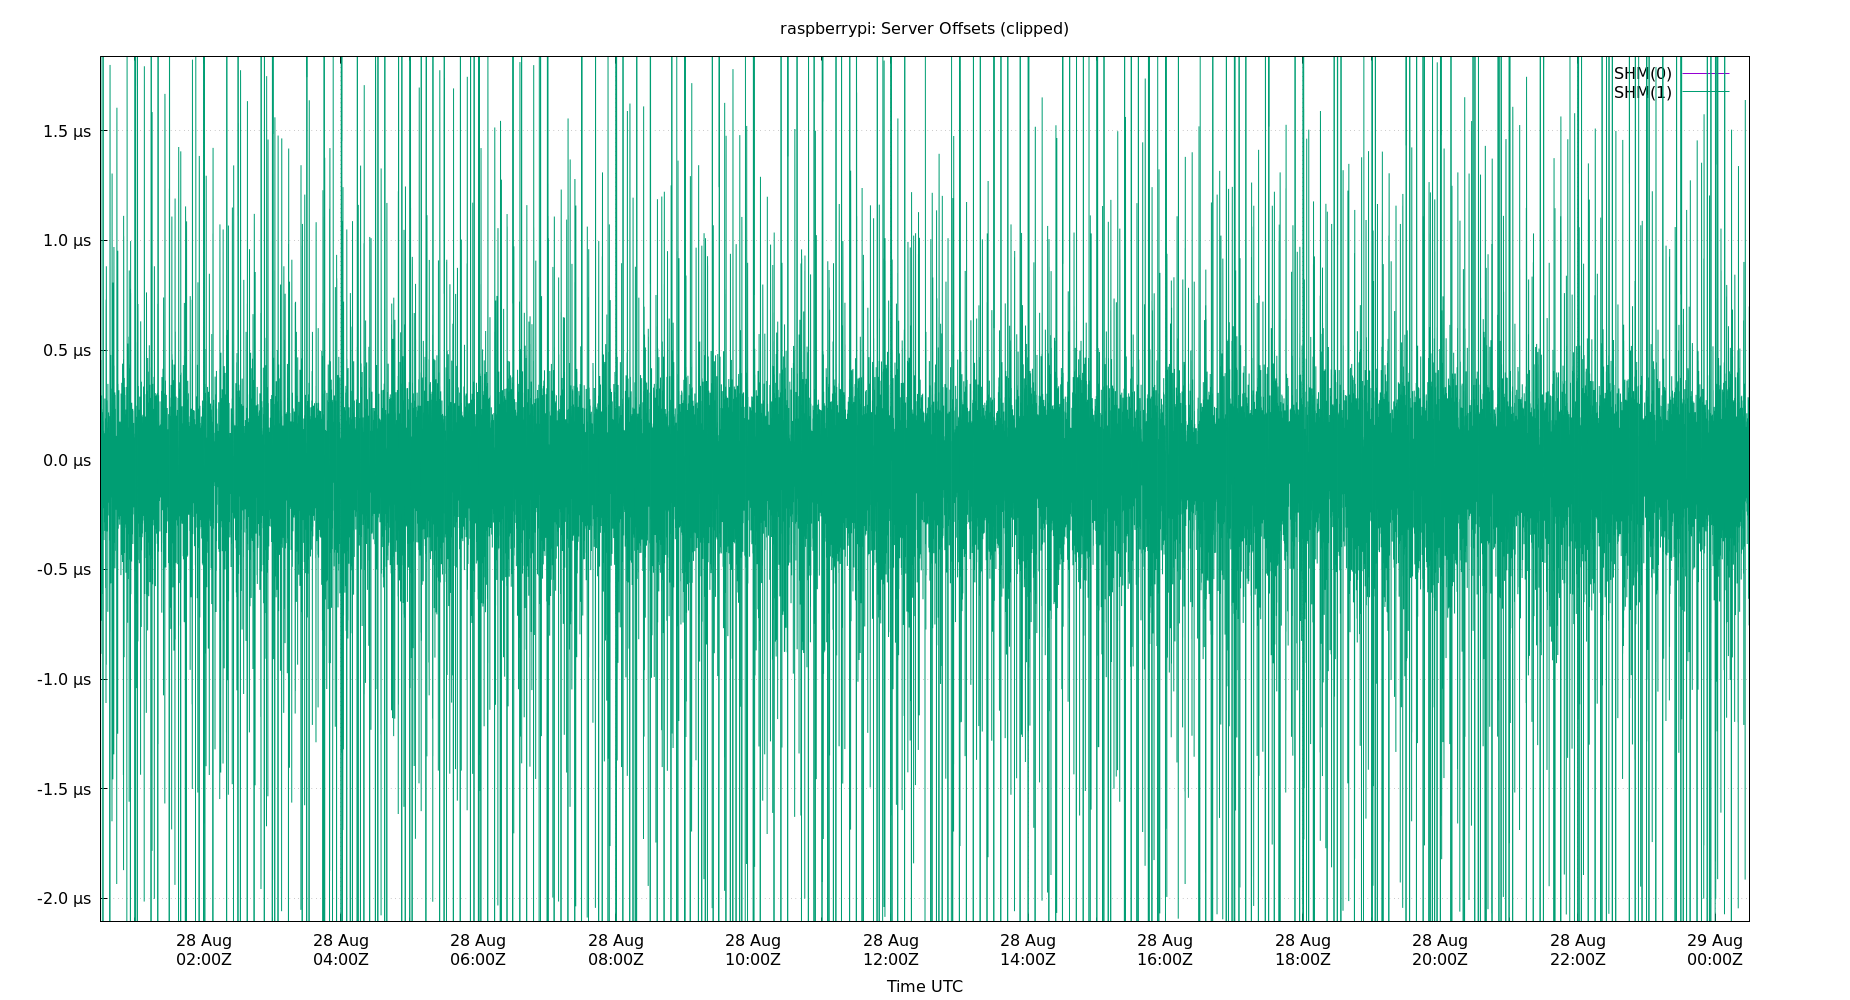 raspberrypi: Server Offsets (clipped)
SHM(0)
SHM(1)
1.5 µs
1.0 µs
0.5 µs
0.0 µs
-0.5 µs
-1.0 µs
-1.5 µs
-2.0 µs
28 Aug 28 Aug 28 Aug 28 Aug 28 Aug 28 Aug 28 Aug 28 Aug 28 Aug 28 Aug 28 Aug 29 Aug
02:00Z 04:00Z 06:00Z 08:00Z 10:00Z 12:00Z 14:00Z 16:00Z 18:00Z 20:00Z 22:00Z 00:00Z
Time UTC